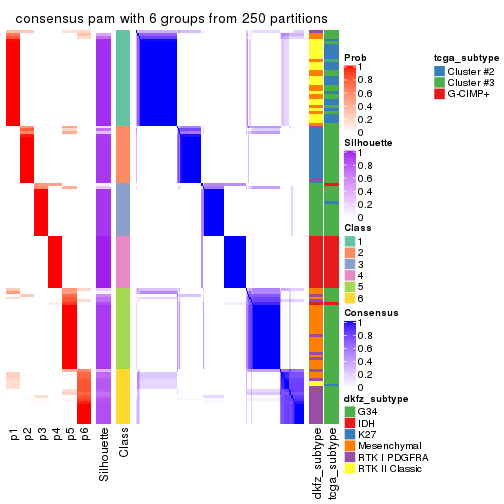 consensus pam with 6 groups from 250 partitions
Prob
1
0.8
0.6
0.4
0.2
0
Silhouette
1
0.8
0.6
0.4
0.2
0
Class
1
2
3
4
5
6
Consensus
1
0.8
0.6
0.4
0.2
0
dkfz_subtype
G34
IDH
K27
Mesenchymal
RTK I PDGFRA
RTK II Classic
tcga_subtype
Cluster #2
Cluster #3
G-CIMP+
p1
p2
p3
p4
p5
p6
Silhouette
Class
dkfz_subtype
tcga_subtype